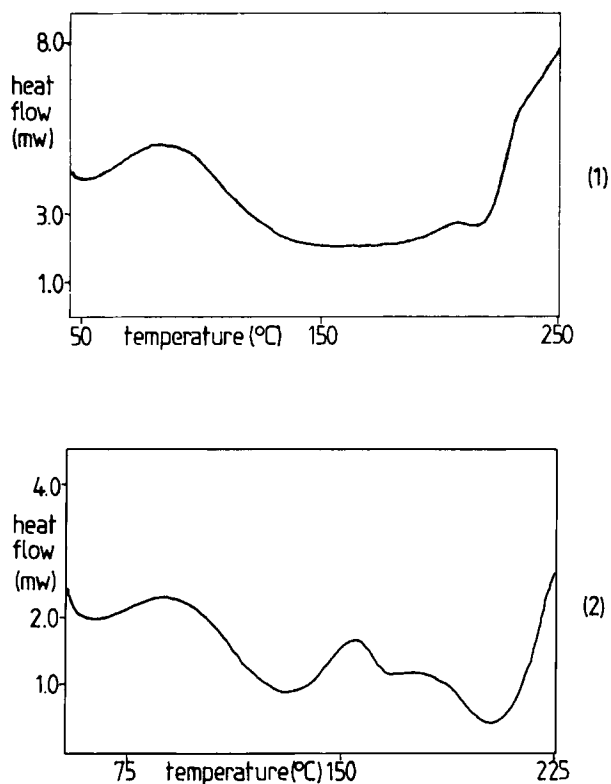 8.0
heat
flow
(mw)
3.0
1.0
50 temperature (°C) 150 250
(1)
4.0
heat
flow
(mw)
2.0
1.0
75 temperature (°C) 150 225
(2)